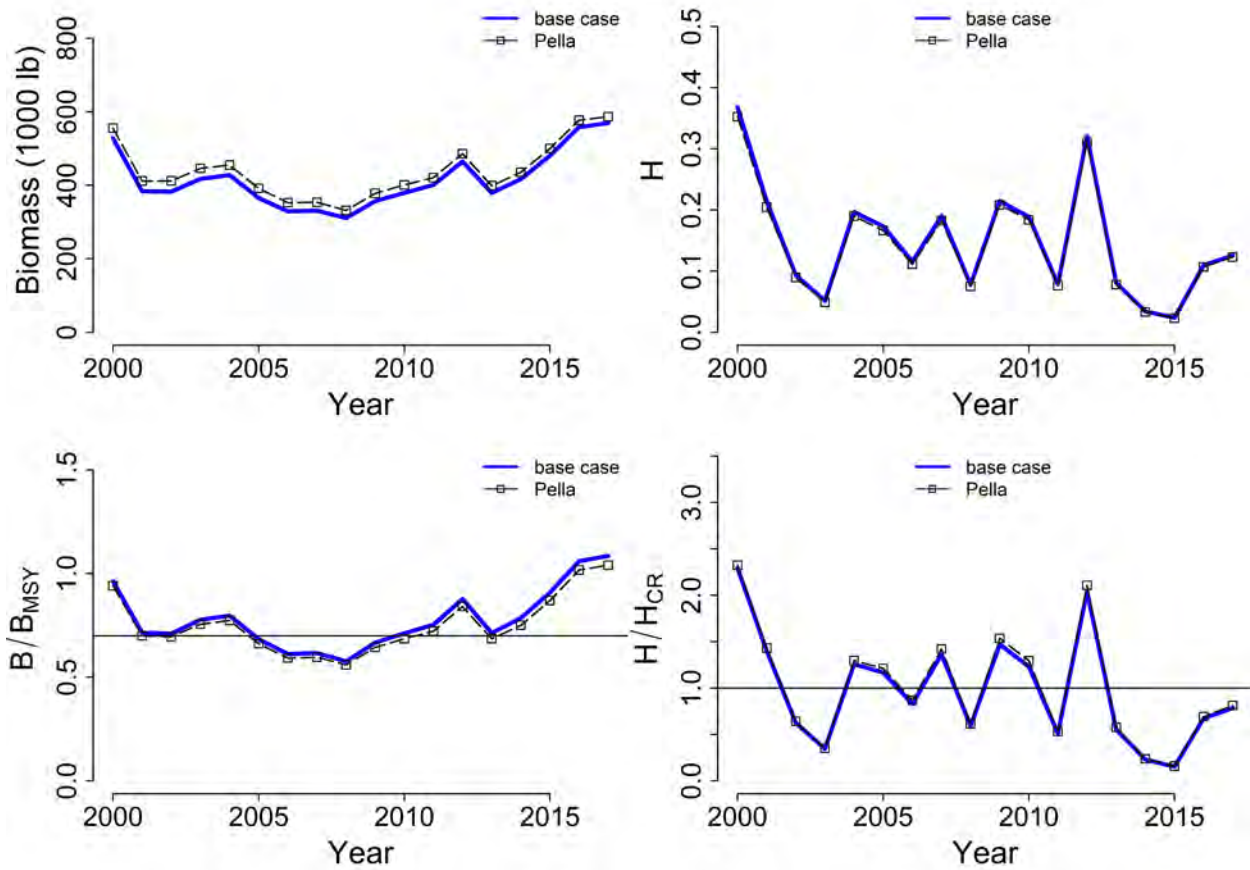 base case
Pella
Biomass (1000 lb)
0 200 400 600 800
2000 2005 2010 2015
Year
base case
Pella
H
0.0 0.1 0.2 0.3 0.4 0.5
2000 2005 2010 2015
Year
base case
Pella
B/BMSY
0.0 0.5 1.0 1.5
2000 2005 2010 2015
Year
base case
Pella
H/HCR
0.0 1.0 2.0 3.0
2000 2005 2010 2015
Year